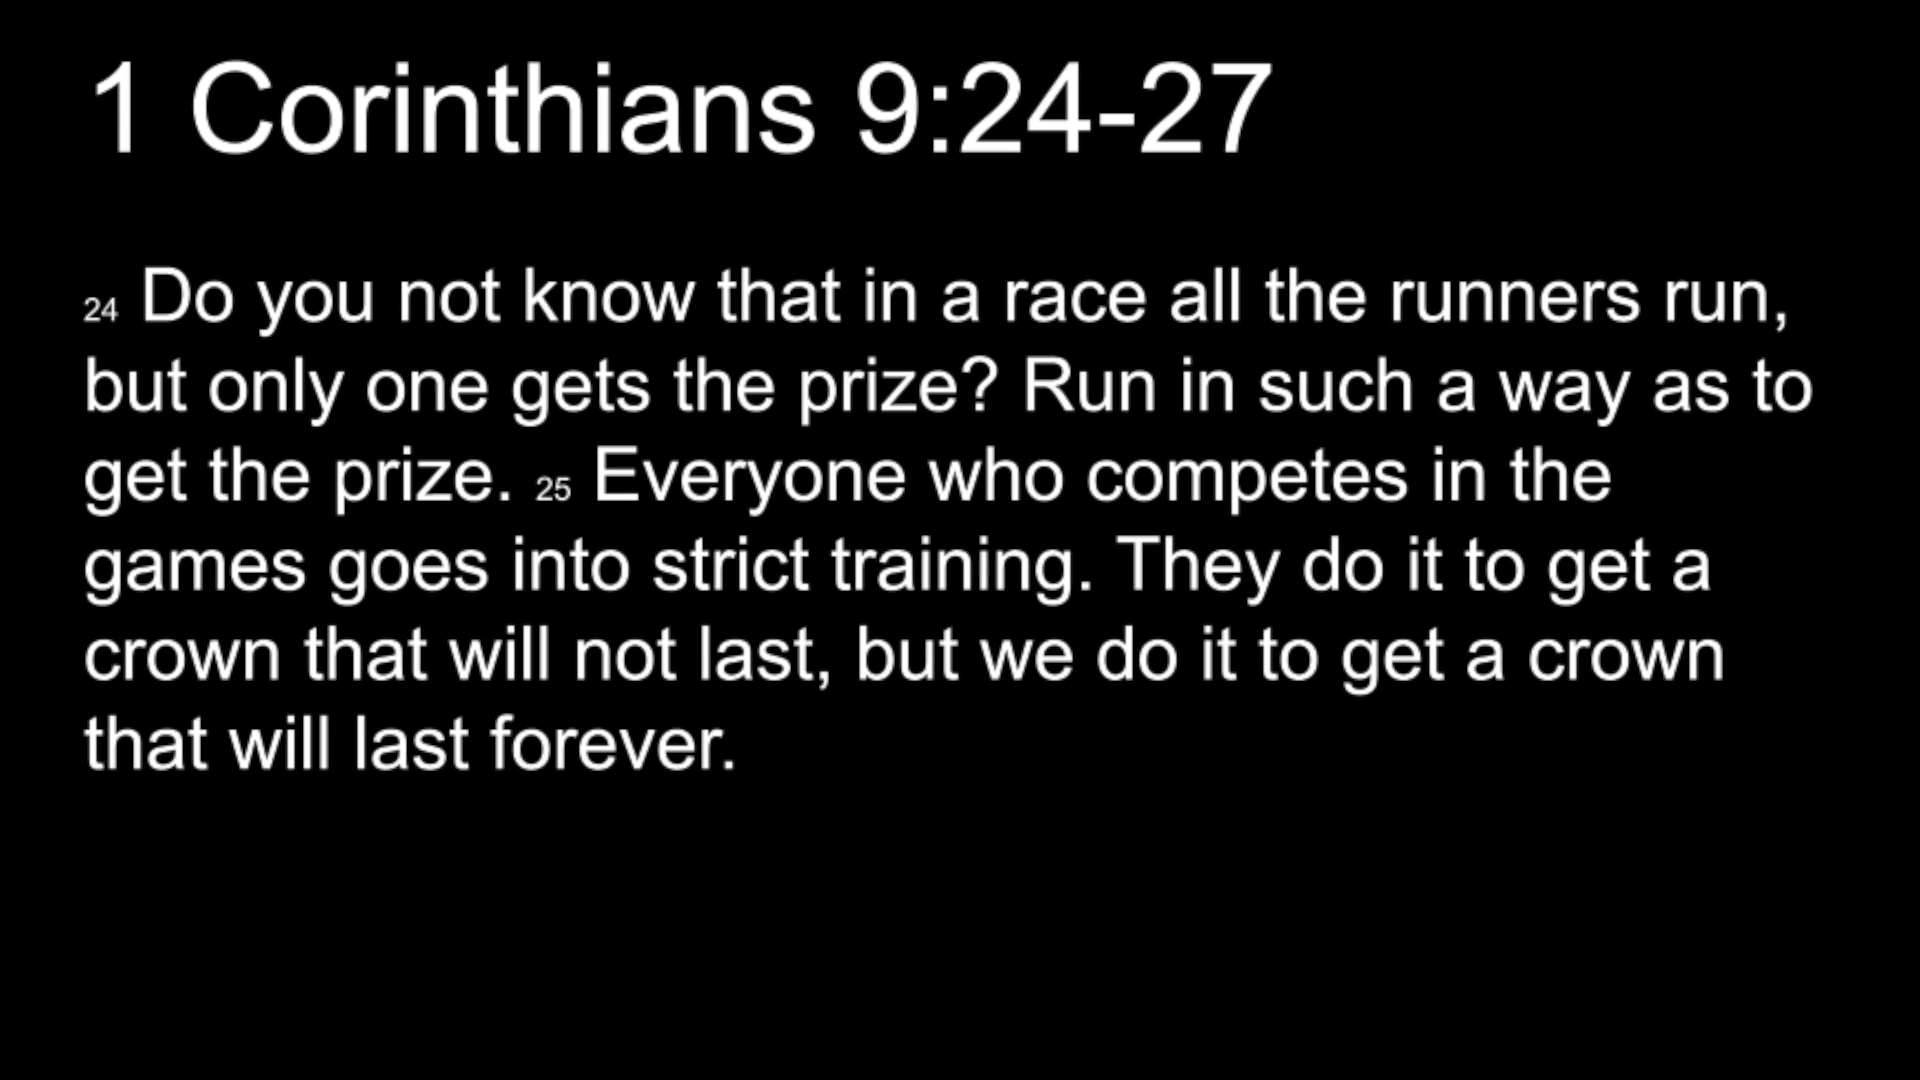 1 Corinthians 9:24-27
24 Do you not know that in a race all the runners run,
but only one gets the prize? Run in such a way as to
get the prize. 25 Everyone who competes in the
games goes into strict training. They do it to get a
crown that will not last, but we do it to get a crown
that will last forever.